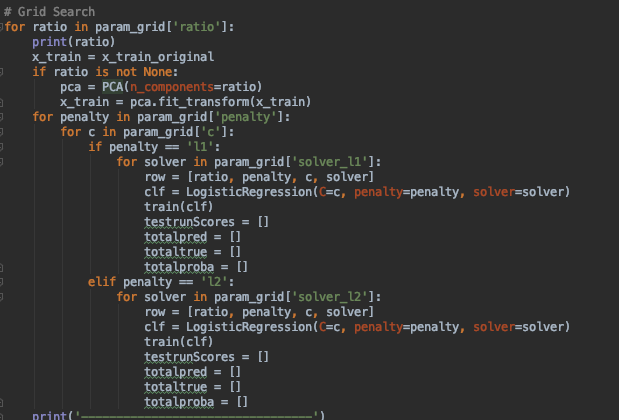 # Grid Search
for ratio in param_grid['ratio']:
    print(ratio)
    x_train = x_train_original
    if ratio is not None:
        pca = PCA(n_components=ratio)
        x_train = pca.fit_transform(x_train)
    for penalty in param_grid['penalty']:
        for c in param_grid['c']:
            if penalty == 'l1':
                for solver in param_grid['solver_l1']:
                    row = [ratio, penalty, c, solver]
                    clf = LogisticRegression(C=c, penalty=penalty, solver=solver)
                    train(clf)
                    testrunScores = []
                    totalpred = []
                    totaltrue = []
                    totalproba = []
            elif penalty == 'l2':
                for solver in param_grid['solver_l2']:
                    row = [ratio, penalty, c, solver]
                    clf = LogisticRegression(C=c, penalty=penalty, solver=solver)
                    train(clf)
                    testrunScores = []
                    totalpred = []
                    totaltrue = []
                    totalproba = []
    print('—————————————————————————————————')